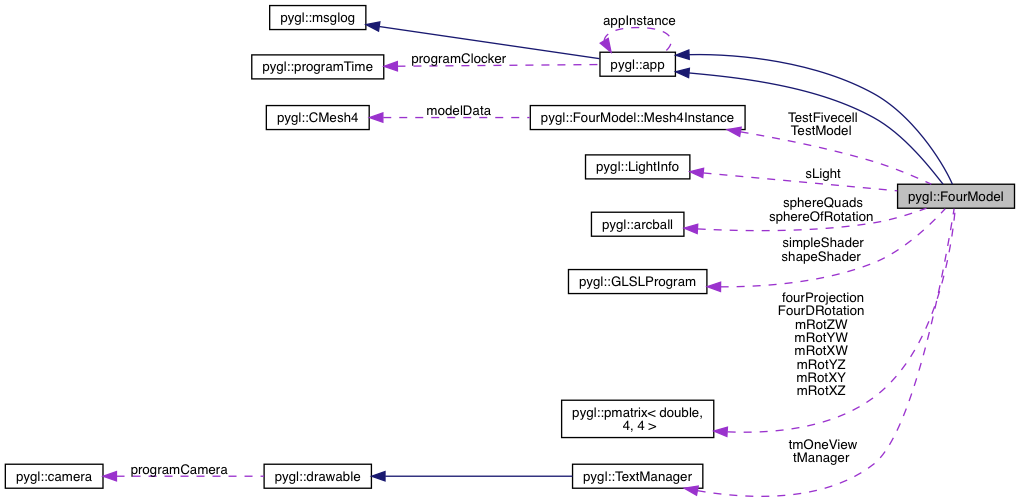 pygl::msglog
appInstance
pygl::programTime
programClocker
pygl::app
pygl::CMesh4
modelData
pygl::FourModel::Mesh4Instance
TestFivecell
TestModel
pygl::LightInfo
sLight
pygl::FourModel
pygl::arcball
sphereQuads
sphereOfRotation
simpleShader
shapeShader
pygl::GLSLProgram
fourProjection
FourDRotation
mRotZW
mRotYW
mRotXW
mRotYZ
mRotXY
mRotXZ
pygl::pmatrix< double,
4, 4 >
tmOneView
tManager
pygl::camera
programCamera
pygl::drawable
pygl::TextManager